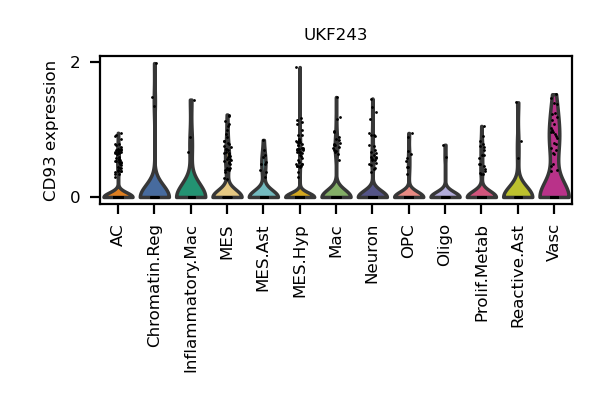 UKF243
CD93 expression
2
0
AC
Chromatin.Reg
Inflammatory.Mac
MES
MES.Ast
MES.Hyp
Mac
Neuron
OPC
Oligo
Prolif.Metab
Reactive.Ast
Vasc